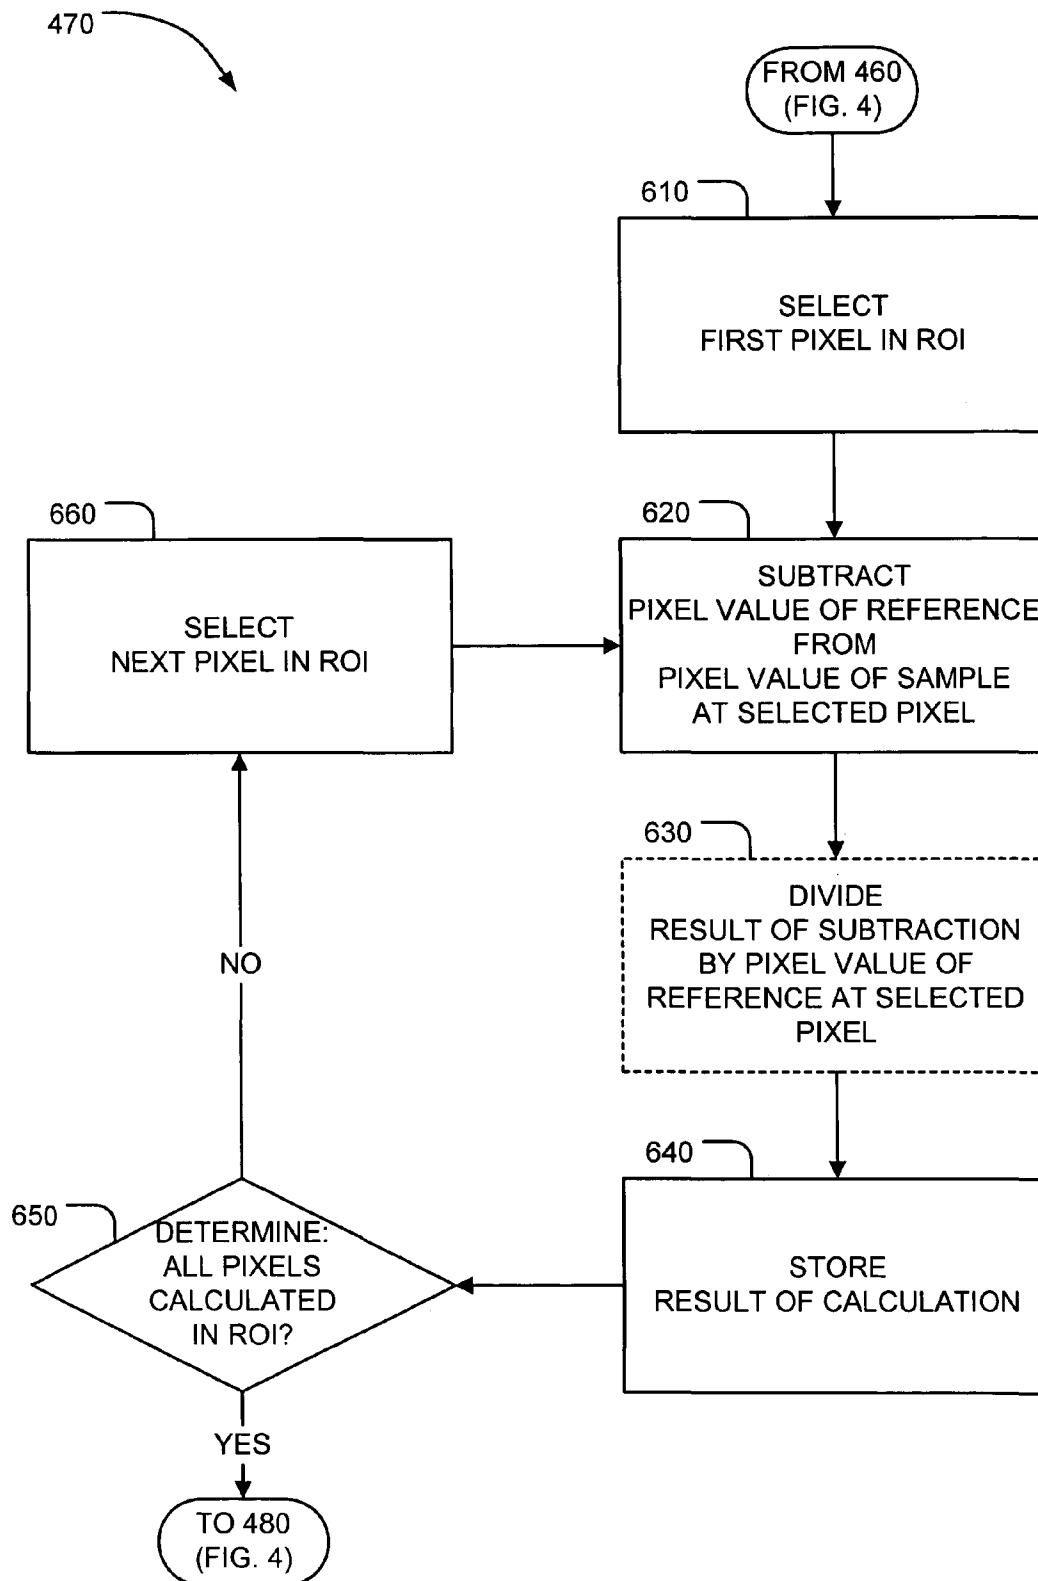 470
FROM 460
(FIG. 4)
610
SELECT
FIRST PIXEL IN ROI
660
SELECT
NEXT PIXEL IN ROI
620
SUBTRACT
PIXEL VALUE OF REFERENCE
FROM
PIXEL VALUE OF SAMPLE
AT SELECTED PIXEL
630
DIVIDE
RESULT OF SUBTRACTION
BY PIXEL VALUE OF
REFERENCE AT SELECTED
PIXEL
NO
640
STORE
RESULT OF CALCULATION
650
DETERMINE:
ALL PIXELS
CALCULATED
IN ROI?
YES
TO 480
(FIG. 4)